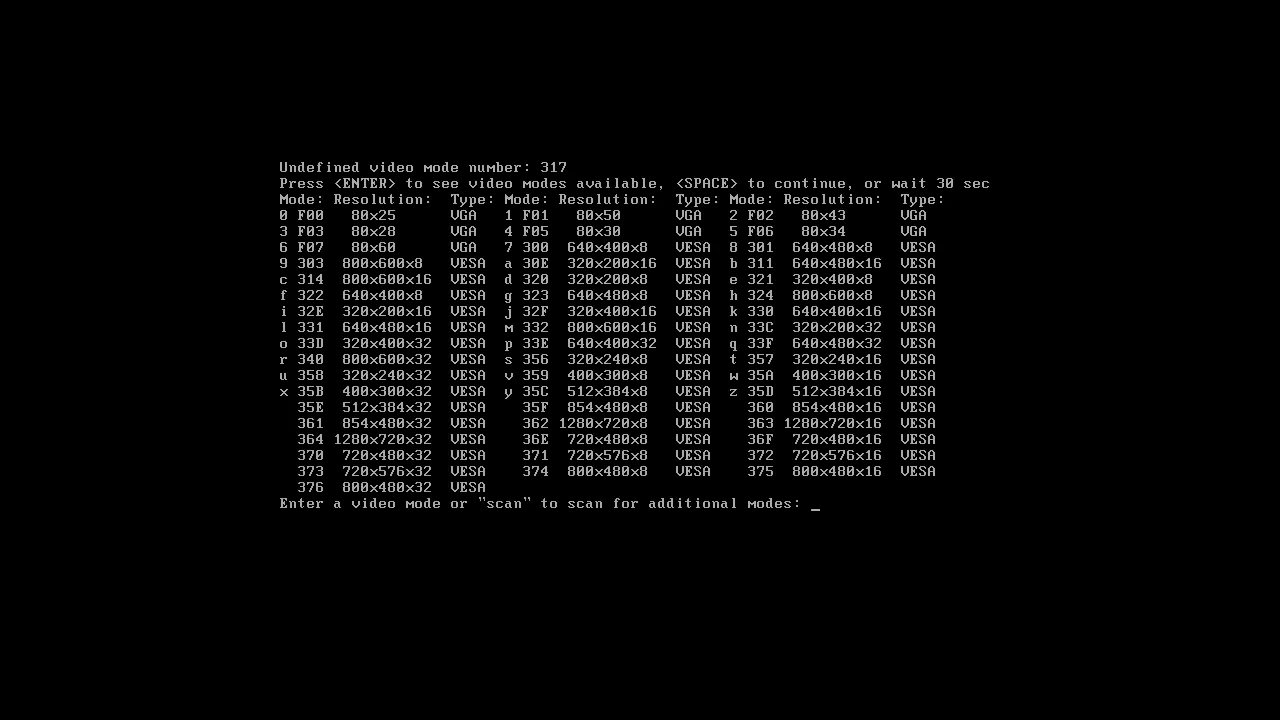 Undefined video mode number: 317
Press <ENTER> to see video modes available, <SPACE> to continue, or wait 30 sec
Mode: Resolution:  Type: Mode: Resolution:  Type: Mode: Resolution:  Type:
0 F00   80x25      VGA   1 F01   80x50      VGA   2 F02   80x43      VGA
3 F03   80x28      VGA   4 F05   80x30      VGA   5 F06   80x34      VGA
6 F07   80x60      VGA   7 300  640x400x8   VESA  8 301  640x480x8   VESA
9 303  800x600x8   VESA  a 30E  320x200x16  VESA  b 311  640x480x16  VESA
c 314  800x600x16  VESA  d 320  320x200x8   VESA  e 321  320x400x8   VESA
f 322  640x400x8   VESA  g 323  640x480x8   VESA  h 324  800x600x8   VESA
i 32E  320x200x16  VESA  j 32F  320x400x16  VESA  k 330  640x400x16  VESA
l 331  640x480x16  VESA  m 332  800x600x16  VESA  n 33C  320x200x32  VESA
o 33D  320x400x32  VESA  p 33E  640x400x32  VESA  q 33F  640x480x32  VESA
r 340  800x600x32  VESA  s 356  320x240x8   VESA  t 357  320x240x16  VESA
u 358  320x240x32  VESA  v 359  400x300x8   VESA  w 35A  400x300x16  VESA
x 35B  400x300x32  VESA  y 35C  512x384x8   VESA  z 35D  512x384x16  VESA
  35E  512x384x32  VESA    35F  854x480x8   VESA    360  854x480x16  VESA
  361  854x480x32  VESA    362 1280x720x8   VESA    363 1280x720x16  VESA
  364 1280x720x32  VESA    36E  720x480x8   VESA    36F  720x480x16  VESA
  370  720x480x32  VESA    371  720x576x8   VESA    372  720x576x16  VESA
  373  720x576x32  VESA    374  800x480x8   VESA    375  800x480x16  VESA
  376  800x480x32  VESA
Enter a video mode or "scan" to scan for additional modes: _